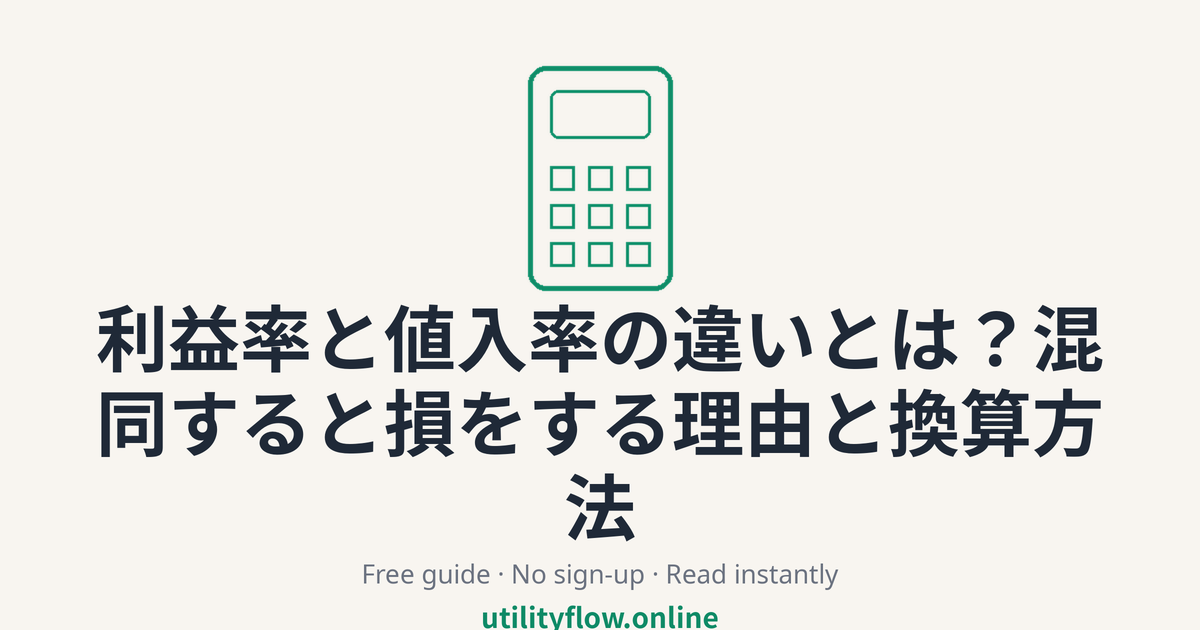 利益率と値入率の違いとは？混
同すると損をする理由と換算方
法
Free guide · No sign-up · Read instantly
utilityflow.online